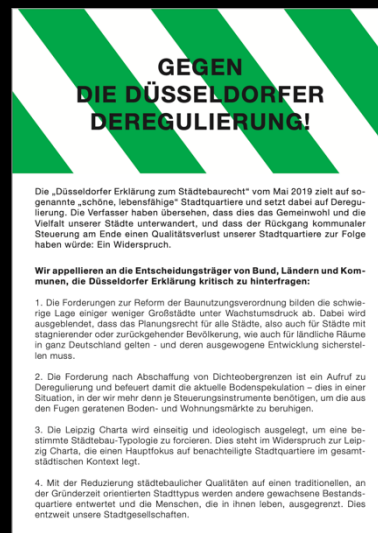 GEGEN
DIE DÜSSELDORFER
DEREGULIERUNG!
Die „Düsseldorfer Erklärung zum Städtebaurecht“ vom Mai 2019 zielt auf so-
genannte „schöne, lebensfähige“ Stadtquartiere und setzt dabei auf Deregu-
lierung. Die Verfasser haben übersehen, dass dies das Gemeinwohl und die
Vielfalt unserer Städte unterwandert, und dass der Rückgang kommunaler
Steuerung am Ende einen Qualitätsverlust unserer Stadtquartiere zur Folge
haben würde: Ein Widerspruch.
Wir appellieren an die Entscheidungsträger von Bund, Ländern und Kom-
munen, die Düsseldorfer Erklärung kritisch zu hinterfragen:
1. Die Forderungen zur Reform der Baunutzungsverordnung bilden die schwie-
rige Lage einiger weniger Großstädte unter Wachstumsdruck ab. Dabei wird
ausgeblendet, dass das Planungsrecht für alle Städte, also auch für Städte mit
stagnierender oder zurückgehender Bevölkerung, wie auch für ländliche Räume
in ganz Deutschland gelten - und deren ausgewogene Entwicklung sicherstel-
len muss.
2. Die Forderung nach Abschaffung von Dichteobergrenzen ist ein Aufruf zu
Deregulierung und befeuert damit die aktuelle Bodenspekulation – dies in einer
Situation, in der wir mehr denn je Steuerungsinstrumente benötigen, um die aus
den Fugen geratenen Boden- und Wohnungsmärkte zu beruhigen.
3. Die Leipzig Charta wird einseitig und ideologisch ausgelegt, um eine be-
stimmte Städtebau-Typologie zu forcieren. Dies steht im Widerspruch zur Leip-
zig Charta, die einen Hauptfokus auf benachteiligte Stadtquartiere im gesamt-
städtischen Kontext legt.
4. Mit der Reduzierung städtebaulicher Qualitäten auf einen traditionellen, an
der Gründerzeit orientierten Stadttypus werden andere gewachsene Bestands-
quartiere entwertet und die Menschen, die in ihnen leben, ausgegrenzt. Dies
entzweit unsere Stadtgesellschaften.